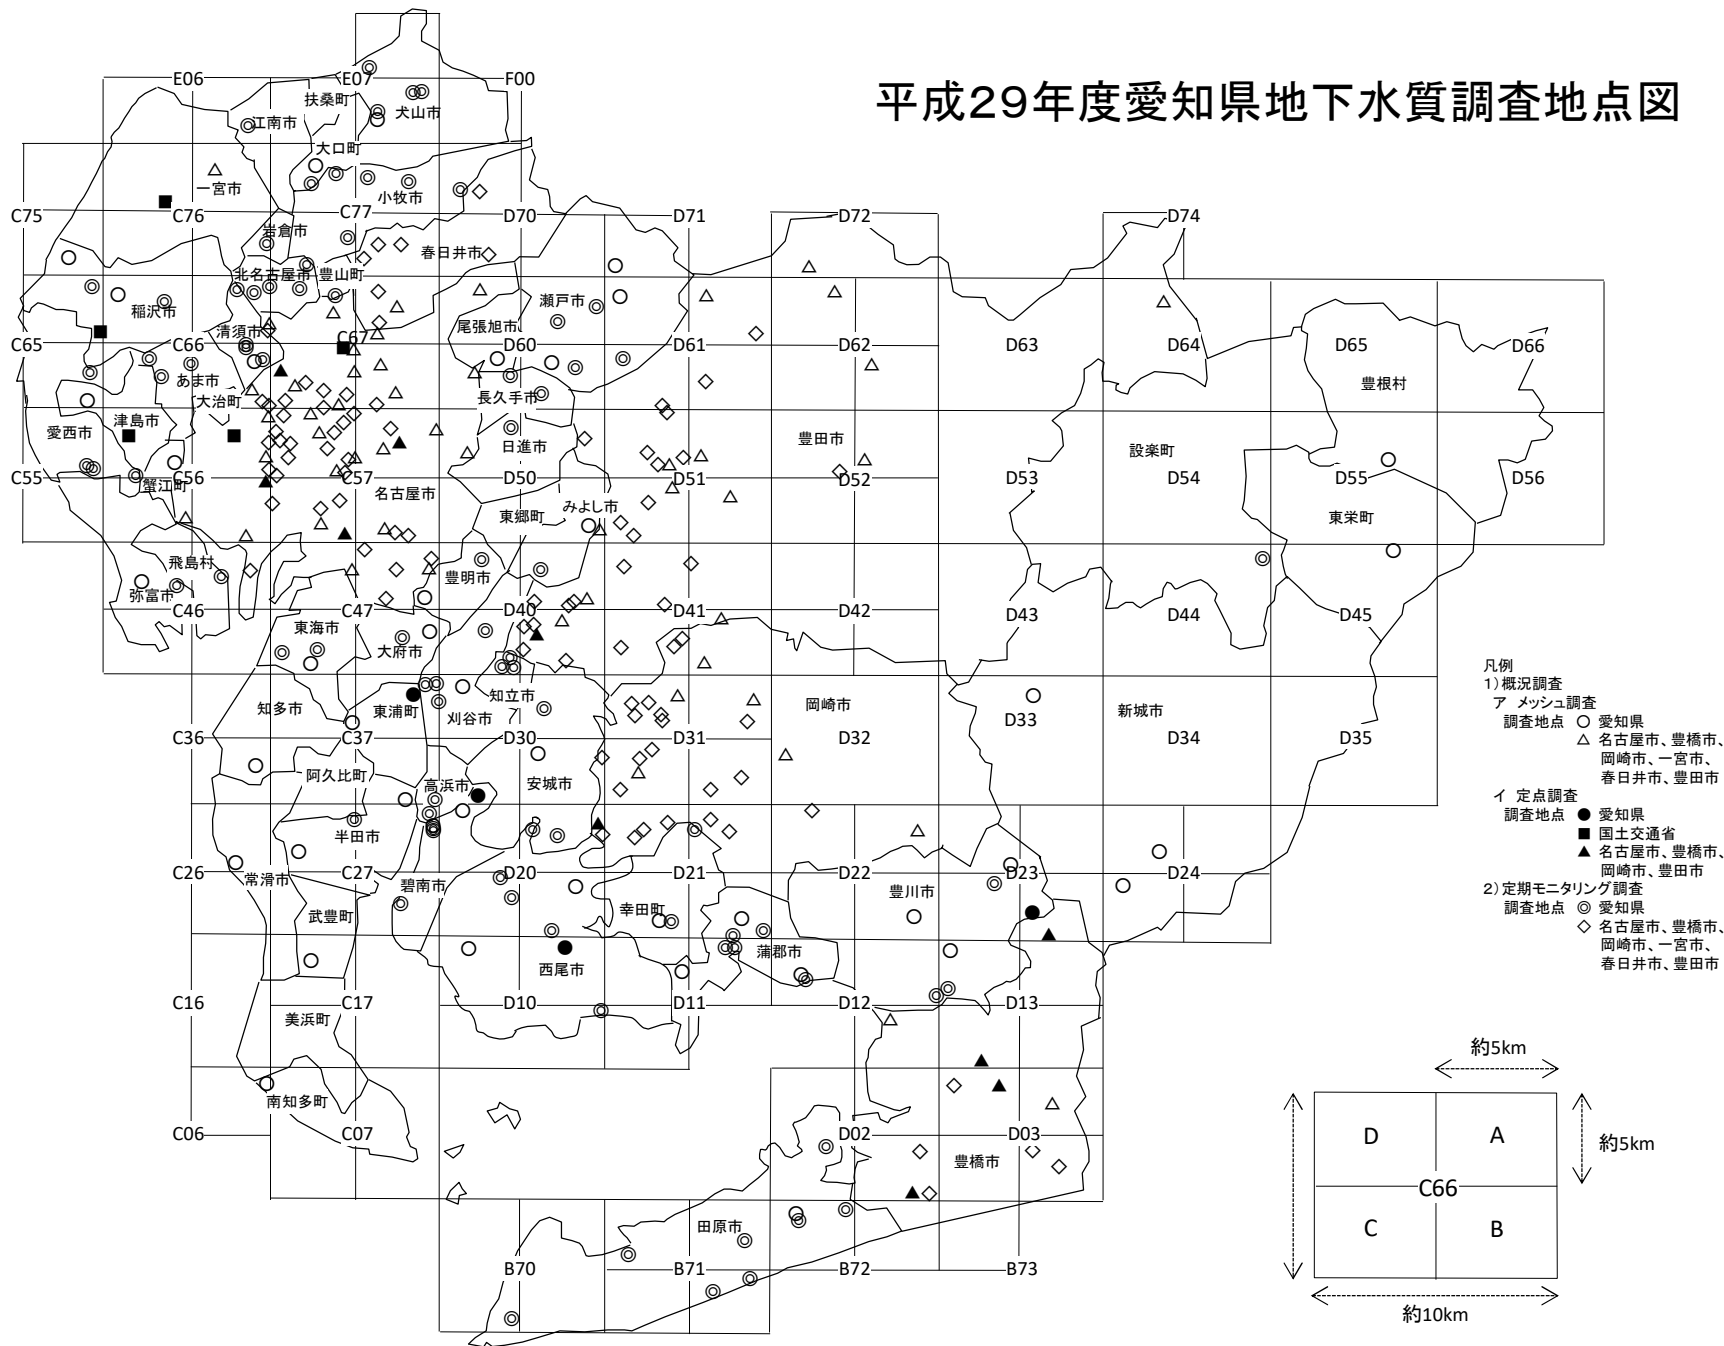 平成29年度愛知県地下水質調査地点図
E06
E07
F00
扶桑町
犬山市
江南市
大口町
一宮市
小牧市
C75
C76
C77
D70
D71
D72
D74
岩倉市
春日井市
北名古屋市
豊山町
稲沢市
瀬戸市
清須市
尾張旭市
C65
C66
C67
D60
D61
D62
D63
D64
D65
D66
あま市
豊根村
大治町
長久手市
津島市
愛西市
日進市
豊田市
設楽町
C55
C56
C57
D50
D51
D52
D53
D54
D55
D56
蟹江町
名古屋市
みよし市
東郷町
東栄町
飛島村
豊明市
弥富市
C46
C47
D40
D41
D42
D43
D44
D45
東海市
大府市
知立市
知多市
東浦町
刈谷市
岡崎市
D33
新城市
C36
C37
D30
D31
D32
D34
D35
阿久比町
高浜市
安城市
半田市
C26
常滑市
C27
碧南市
D20
D21
D22
豊川市
D23
D24
武豊町
幸田町
蒲郡市
西尾市
C16
C17
D10
D11
D12
D13
美浜町
南知多町
C06
C07
D02
D03
豊橋市
田原市
B70
B71
B72
B73
凡例
1)概況調査
ア メッシュ調査
調査地点 ○ 愛知県
△ 名古屋市、豊橋市、
岡崎市、一宮市、
春日井市、豊田市
イ 定点調査
調査地点 ● 愛知県
■ 国土交通省
▲ 名古屋市、豊橋市、
岡崎市、豊田市
2)定期モニタリング調査
調査地点 ◎ 愛知県
◇ 名古屋市、豊橋市、
岡崎市、一宮市、
春日井市、豊田市
約5km
D
A
約5km
C66
C
B
約10km